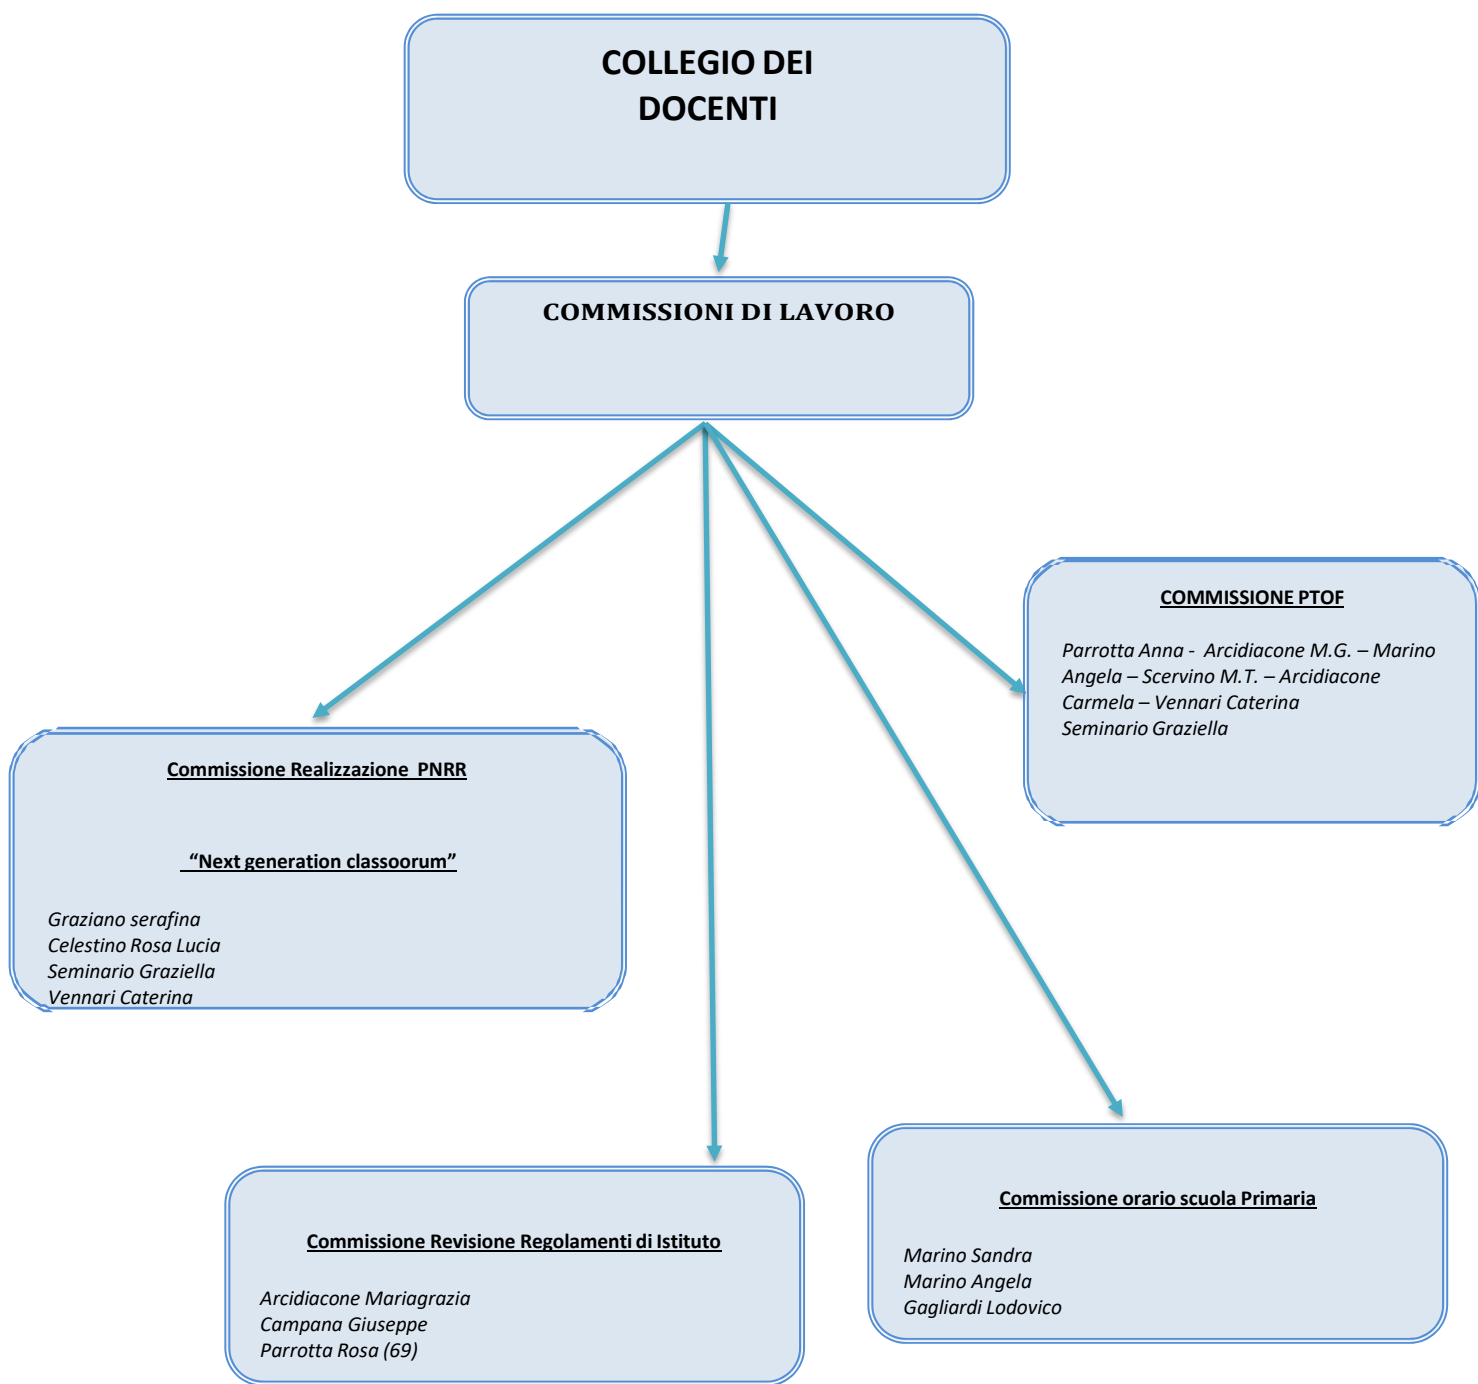 COLLEGIO DEI
DOCENTI
COMMISSIONI DI LAVORO
COMMISSIONE PTOF
Parrotta Anna - Arcidiacone M.G. – Marino
Angela – Scervino M.T. – Arcidiacone
Carmela – Vennari Caterina
Seminario Graziella
Commissione Realizzazione PNRR
“Next generation classoorum”
Graziano serafina
Celestino Rosa Lucia
Seminario Graziella
Vennari Caterina
Commissione orario scuola Primaria
Marino Sandra
Marino Angela
Gagliardi Lodovico
Commissione Revisione Regolamenti di Istituto
Arcidiacone Mariagrazia
Campana Giuseppe
Parrotta Rosa (69)